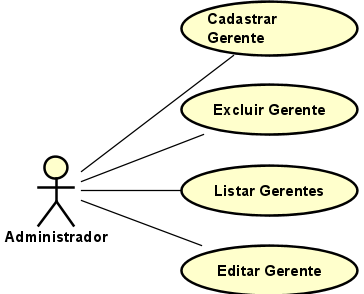 Cadastrar
Gerente
Excluir Gerente
Listar Gerentes
Administrador
Editar Gerente